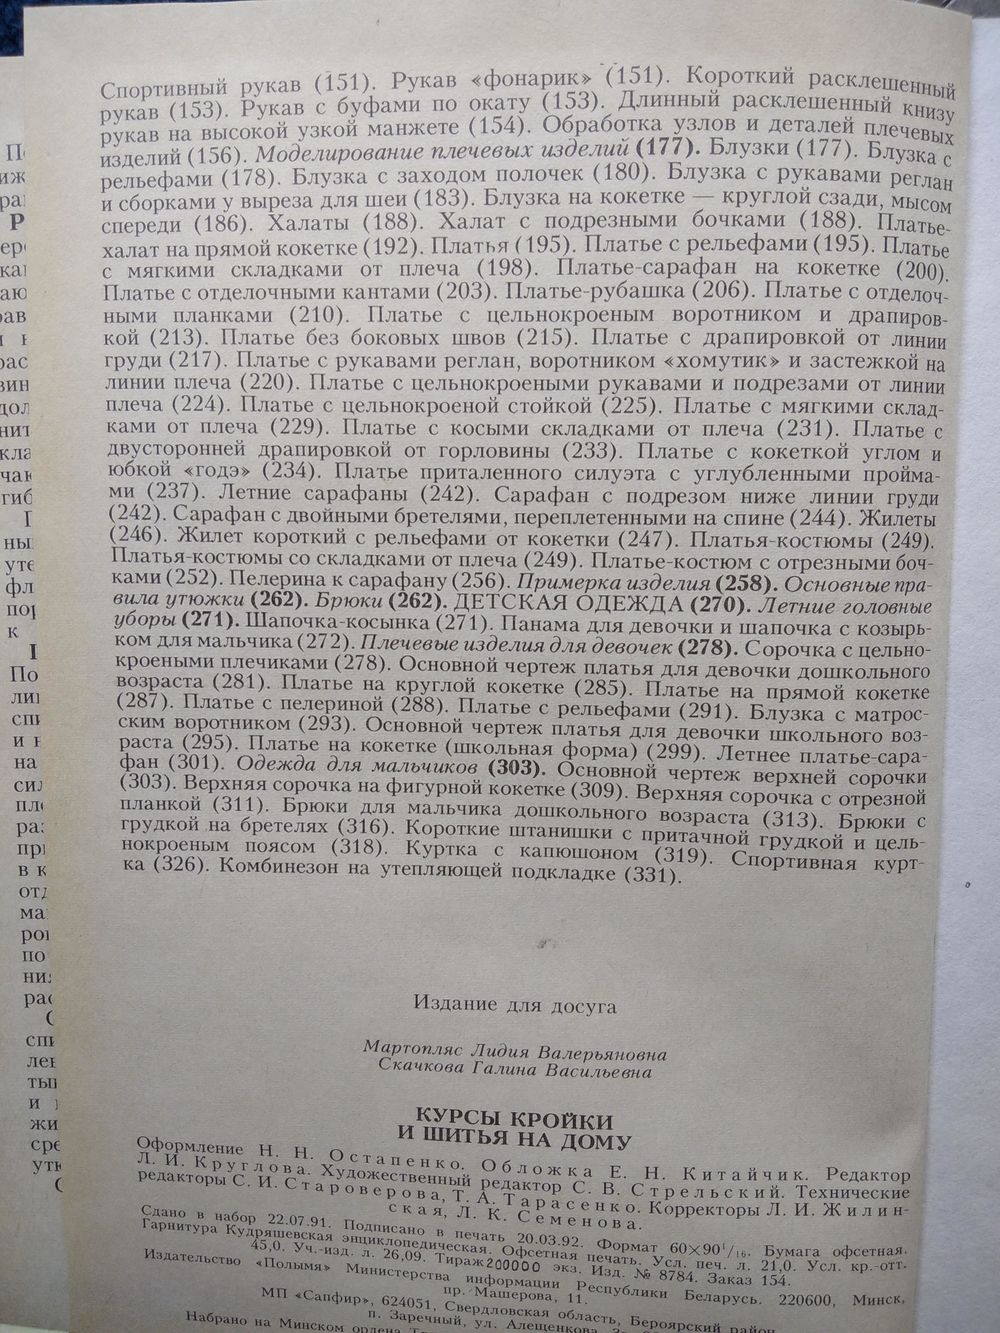 Спортивный рукав (151). Рукав «фонарик» (151). Короткий расклешенный
рукав (153). Рукав с буфами по окату (153). Длинный расклешенный книзу
рукав на высокой узкой манжете (154). Обработка узлов и деталей плечевых
изделий (156). Моделирование плечевых изделий (177). Блузки (177). Блузка с
рельефами (178). Блузка с заходом полочек (180). Блузка с рукавами реглан
и сборками у выреза для шеи (183). Блузка на кокетке — круглой сзади, мысом
спереди (186). Халаты (188). Халат с подрезными бочками (188). Платье-
халат на прямой кокетке (192). Платья (195). Платье с рельефами (195). Платье
с мягкими складками от плеча (198). Платье-сарафан на кокетке (200).
Платье с отделочными кантами (203). Платье-рубашка (206). Платье с отделоч-
ными планками (210). Платье с цельнокроеным воротником и драпиров-
кой (213). Платье без боковых швов (215). Платье с драпировкой от линии
груди (217). Платье с рукавами реглан, воротником «хомутик» и застежкой на
линии плеча (220). Платье с цельнокроеными рукавами и подрезами от линии
плеча (224). Платье с цельнокроеной стойкой (225). Платье с мягкими склад-
ками от плеча (229). Платье с косыми складками от плеча (231). Платье с
двусторонней драпировкой от горловины (233). Платье с кокеткой углом и
юбкой «годэ» (234). Платье приталенного силуэта с углубленными пройма-
ми (237). Летние сарафаны (242). Сарафан с подрезом ниже линии груди
(242). Сарафан с двойными бретелями, переплетенными на спине (244). Жилеты
(246). Жилет короткий с рельефами от кокетки (247). Платья-костюмы (249).
Платья-костюмы со складками от плеча (249). Платье-костюм с отрезными боч-
ками (252). Пелерина к сарафану (256). Примерка изделия (258). Основные пра-
вила утюжки (262). Брюки (262). ДЕТСКАЯ ОДЕЖДА (270). Летние головные
уборы (271). Шапочка-косынка (271). Панама для девочки и шапочка с козырь-
ком для мальчика (272). Плечевые изделия для девочек (278). Сорочка с цельно-
кроеными плечиками (278). Основной чертеж платья для девочки дошкольного
возраста (281). Платье на круглой кокетке (285). Платье на прямой кокетке
(287). Платье с пелериной (288). Платье с рельефами (291). Блузка с матрос-
ским воротником (293). Основной чертеж платья для девочки школьного воз-
раста (295). Платье на кокетке (школьная форма) (299). Летнее платье-сара-
фан (301). Одежда для мальчиков (303). Основной чертеж верхней сорочки
(303). Верхняя сорочка на фигурной кокетке (309). Верхняя сорочка с отрезной
планкой (311). Брюки для мальчика дошкольного возраста (313). Брюки с
грудкой на бретелях (316). Короткие штанишки с притачной грудкой и цель-
нокроеным поясом (318). Куртка с капюшоном (319). Спортивная курт-
ка (326). Комбинезон на утепляющей подкладке (331).
Издание для досуга
Мартопляс Лидия Валерьяновна
Скачкова Галина Васильевна
КУРСЫ КРОЙКИ
И ШИТЬЯ НА ДОМУ
Оформление Н. Н. Остапенко. Обложка Е. Н. Китайчик. Редактор
Л. И. Круглова. Художественный редактор С. В. Стрельский. Технические
редакторы С. И. Староверова, Т. А. Тарасенко. Корректоры Л. И. Жилин-
ская, Л. К. Семенова.
Сдано в набор 22.07.91. Подписано в печать 20.03.92. Формат 60×90¹/₁₆. Бумага офсетная.
Гарнитура Кудряшевская энциклопедическая. Офсетная печать. Усл. печ. л. 21,0. Усл. кр.-отт.
45,0. Уч.-изд. л. 26,09. Тираж 200000 экз. Изд. № 8784. Заказ 154.
Издательство «Полымя» Министерства информации Республики Беларусь. 220600, Минск,
пр. Машерова, 11.
МП «Сапфир», 624051, Свердловская область, Бероярский район,
п. Заречный, ул. Алещенкова,
Набрано на Минском ордена